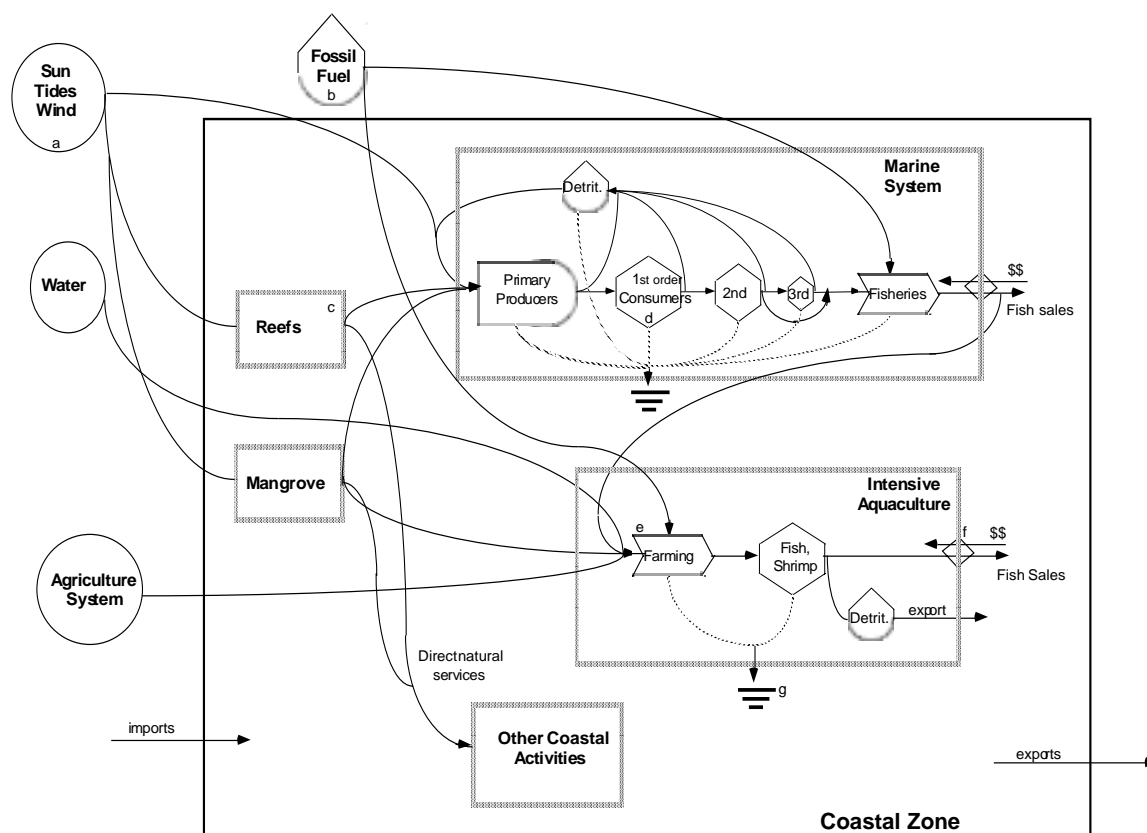 Sun
Tides
Wind
a
Fossil
Fuel
b
Marine
System
Detrit.
Water
Reefs
c
Primary
Producers
1st order
Consumers
d
2nd
3rd
Fisheries
$$
Fish sales
Mangrove
Intensive
Aquaculture
Agriculture
System
e
Farming
Fish,
Shrimp
f
$$
Fish Sales
Detrit.
export
Directnatural
services
g
imports
Other Coastal
Activities
exports
Coastal Zone